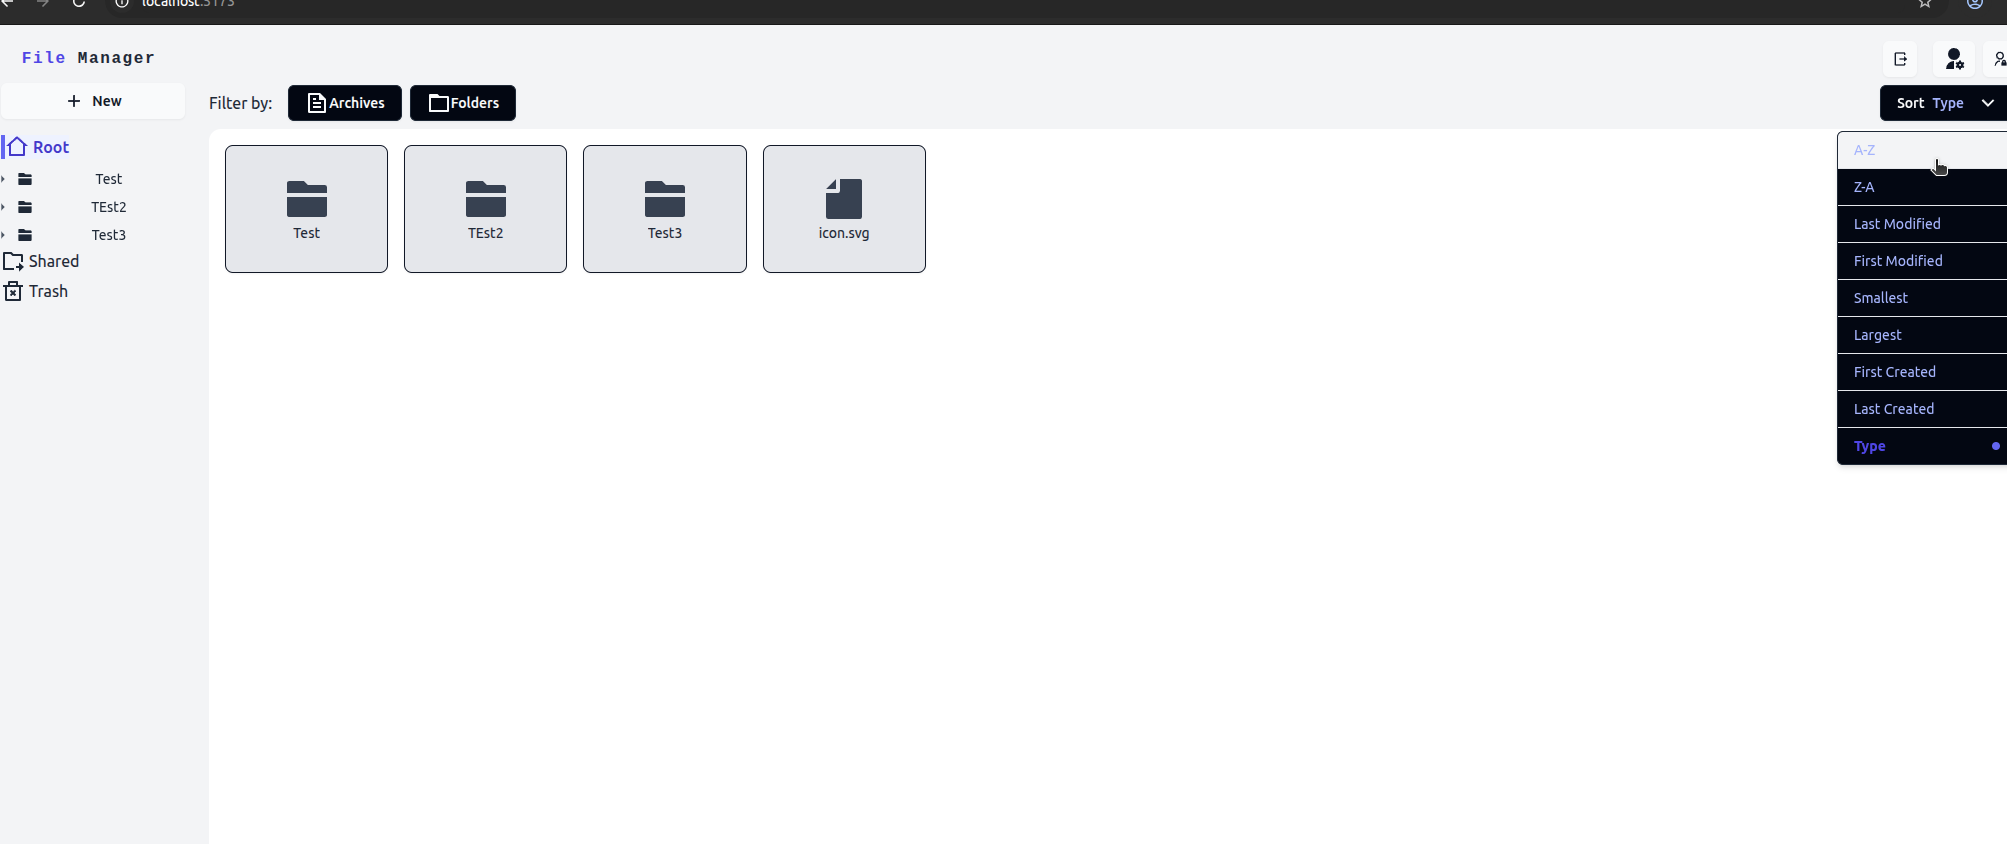 localhost:5173
File Manager
New
Filter by:
Archives
Folders
Sort Type
Root
Test
TEst2
Test3
Shared
Trash
Test
TEst2
Test3
icon.svg
A-Z
Z-A
Last Modified
First Modified
Smallest
Largest
First Created
Last Created
Type